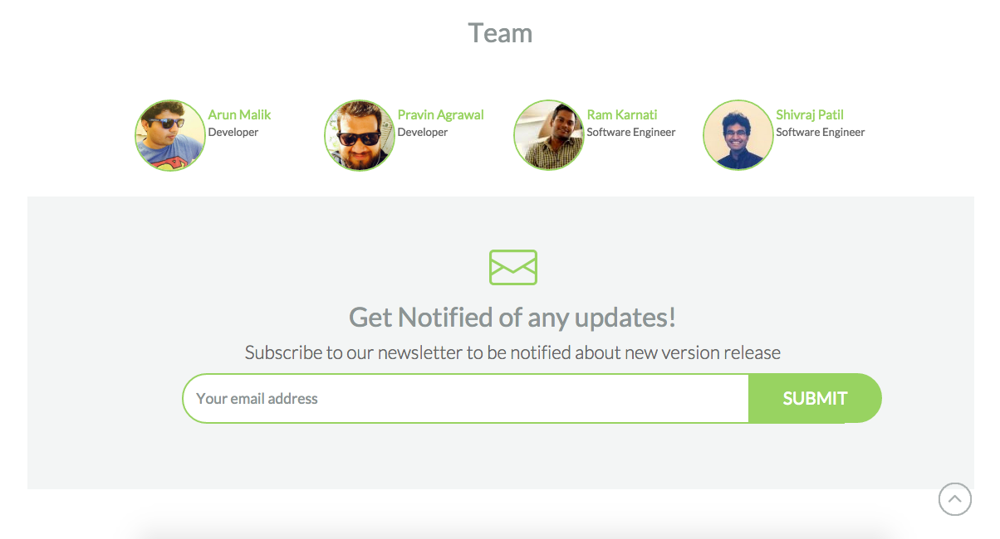 Team
Arun Malik
Developer
Pravin Agrawal
Developer
Ram Karnati
Software Engineer
Shivraj Patil
Software Engineer
Get Notified of any updates!
Subscribe to our newsletter to be notified about new version release
Your email address
SUBMIT